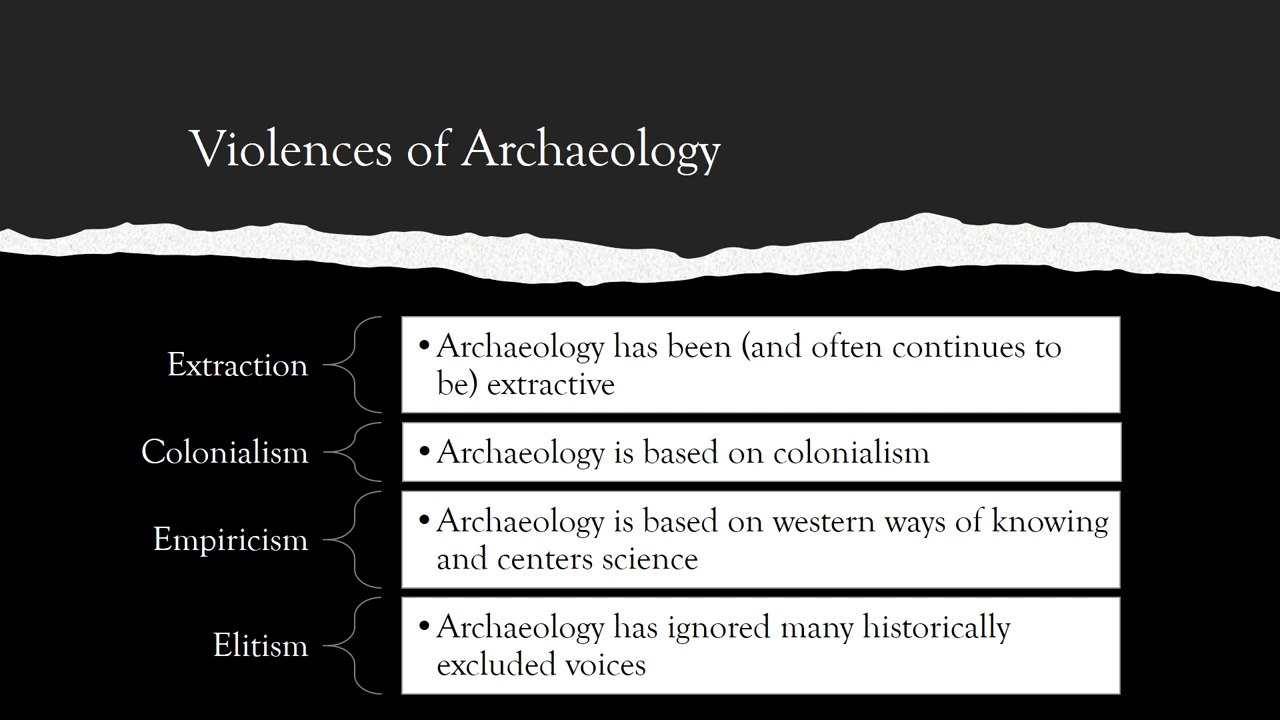 Violences of Archaeology
Extraction
• Archaeology has been (and often continues to
be) extractive
Colonialism
• Archaeology is based on colonialism
Empiricism
• Archaeology is based on western ways of knowing
and centers science
Elitism
• Archaeology has ignored many historically
excluded voices